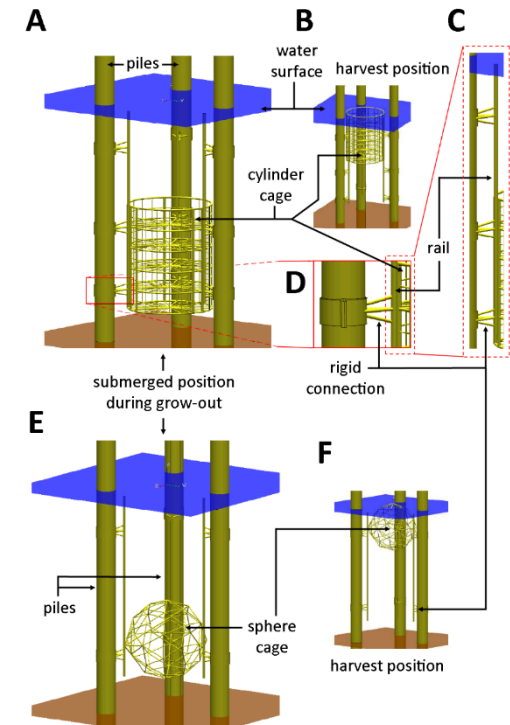 A
B
C
piles
water
surface
harvest position
cylinder
cage
rail
D
rigid
connection
submerged position
during grow-out
E
F
piles
sphere
cage
harvest position